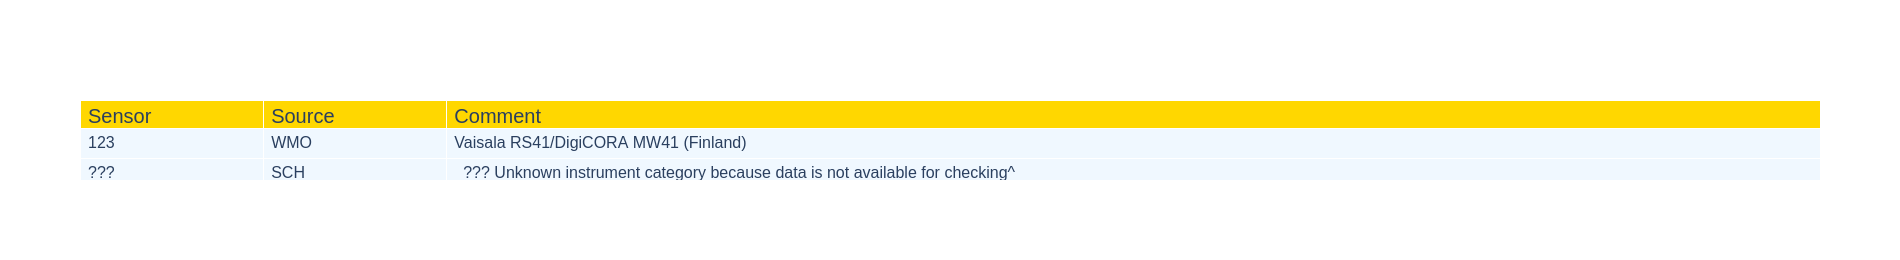 Sensor Source Comment
123 WMO Vaisala RS41/DigiCORA MW41 (Finland)
??? SCH ??? Unknown instrument category because data is not available for checking^